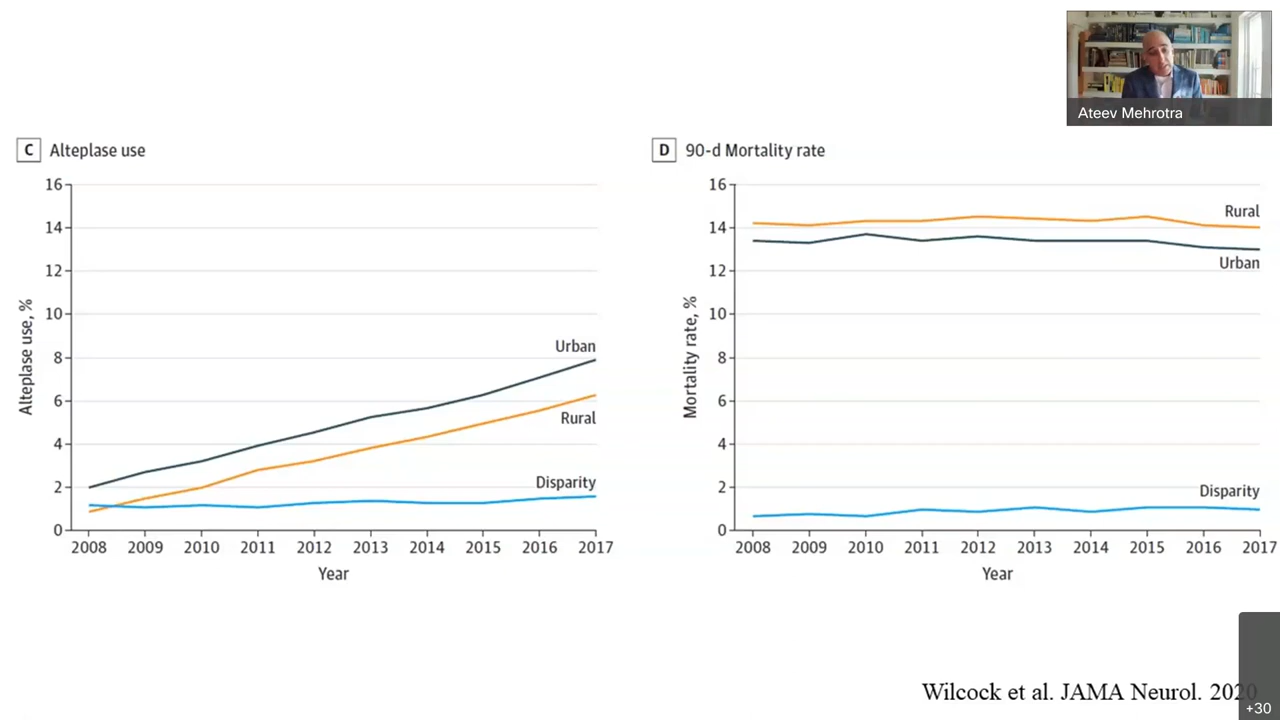 Ateev Mehrotra
C Alteplase use
16
14
12
10
8
6
4
2
0
Alteplase use, %
Urban
Rural
Disparity
2008 2009 2010 2011 2012 2013 2014 2015 2016 2017
Year
D 90-d Mortality rate
16
14
12
10
8
6
4
2
0
Mortality rate, %
Rural
Urban
Disparity
2008 2009 2010 2011 2012 2013 2014 2015 2016 2017
Year
Wilcock et al. JAMA Neurol. 2020
+30